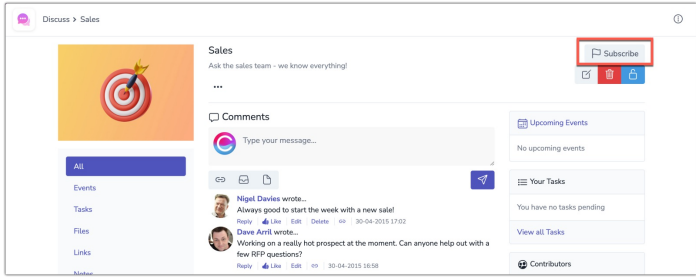 Discuss > Sales
Sales
Subscribe
Ask the sales team - we know everything!
...
Comments
Type your message...
Upcoming Events
No upcoming events
All
Events
Tasks
Files
Links
Notes
Nigel Davies wrote...
Always good to start the week with a new sale!
Reply Like Edit Delete 30-04-2015 17:02
Dave Arril wrote...
Working on a really hot prospect at the moment. Can anyone help out with a
few RFP questions?
Reply Like Edit 30-04-2015 16:58
Your Tasks
You have no tasks pending
View all Tasks
Contributors